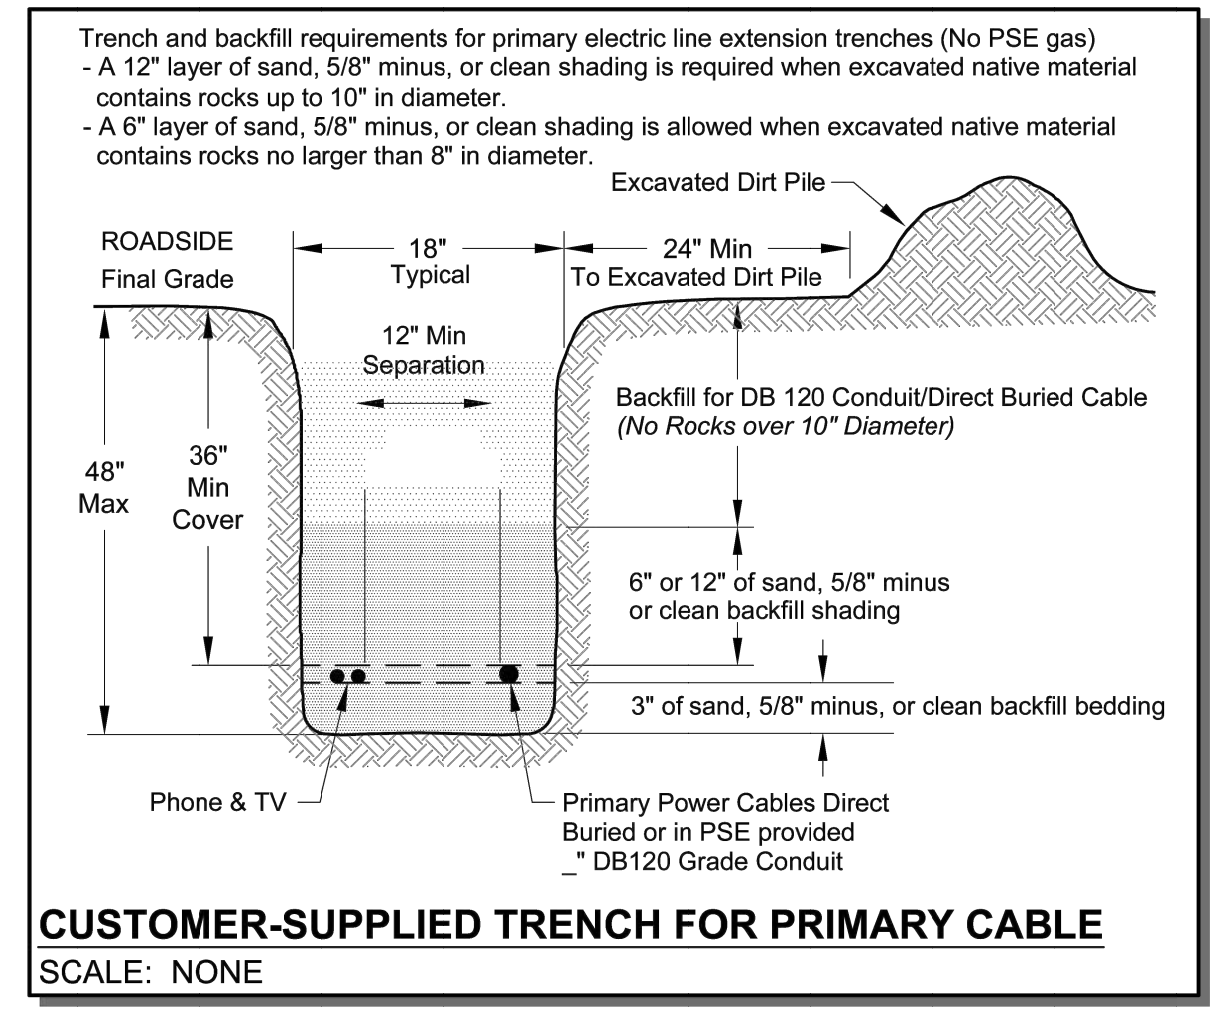 Trench and backfill requirements for primary electric line extension trenches (No PSE gas)
- A 12" layer of sand, 5/8" minus, or clean shading is required when excavated native material
contains rocks up to 10" in diameter.
- A 6" layer of sand, 5/8" minus, or clean shading is allowed when excavated native material
contains rocks no larger than 8" in diameter.
Excavated Dirt Pile
ROADSIDE
Final Grade
18"
Typical
24" Min
To Excavated Dirt Pile
12" Min
Separation
Backfill for DB 120 Conduit/Direct Buried Cable
(No Rocks over 10" Diameter)
48"
Max
36"
Min
Cover
6" or 12" of sand, 5/8" minus
or clean backfill shading
3" of sand, 5/8" minus, or clean backfill bedding
Phone & TV
Primary Power Cables Direct
Buried or in PSE provided
_" DB120 Grade Conduit
CUSTOMER-SUPPLIED TRENCH FOR PRIMARY CABLE
SCALE: NONE